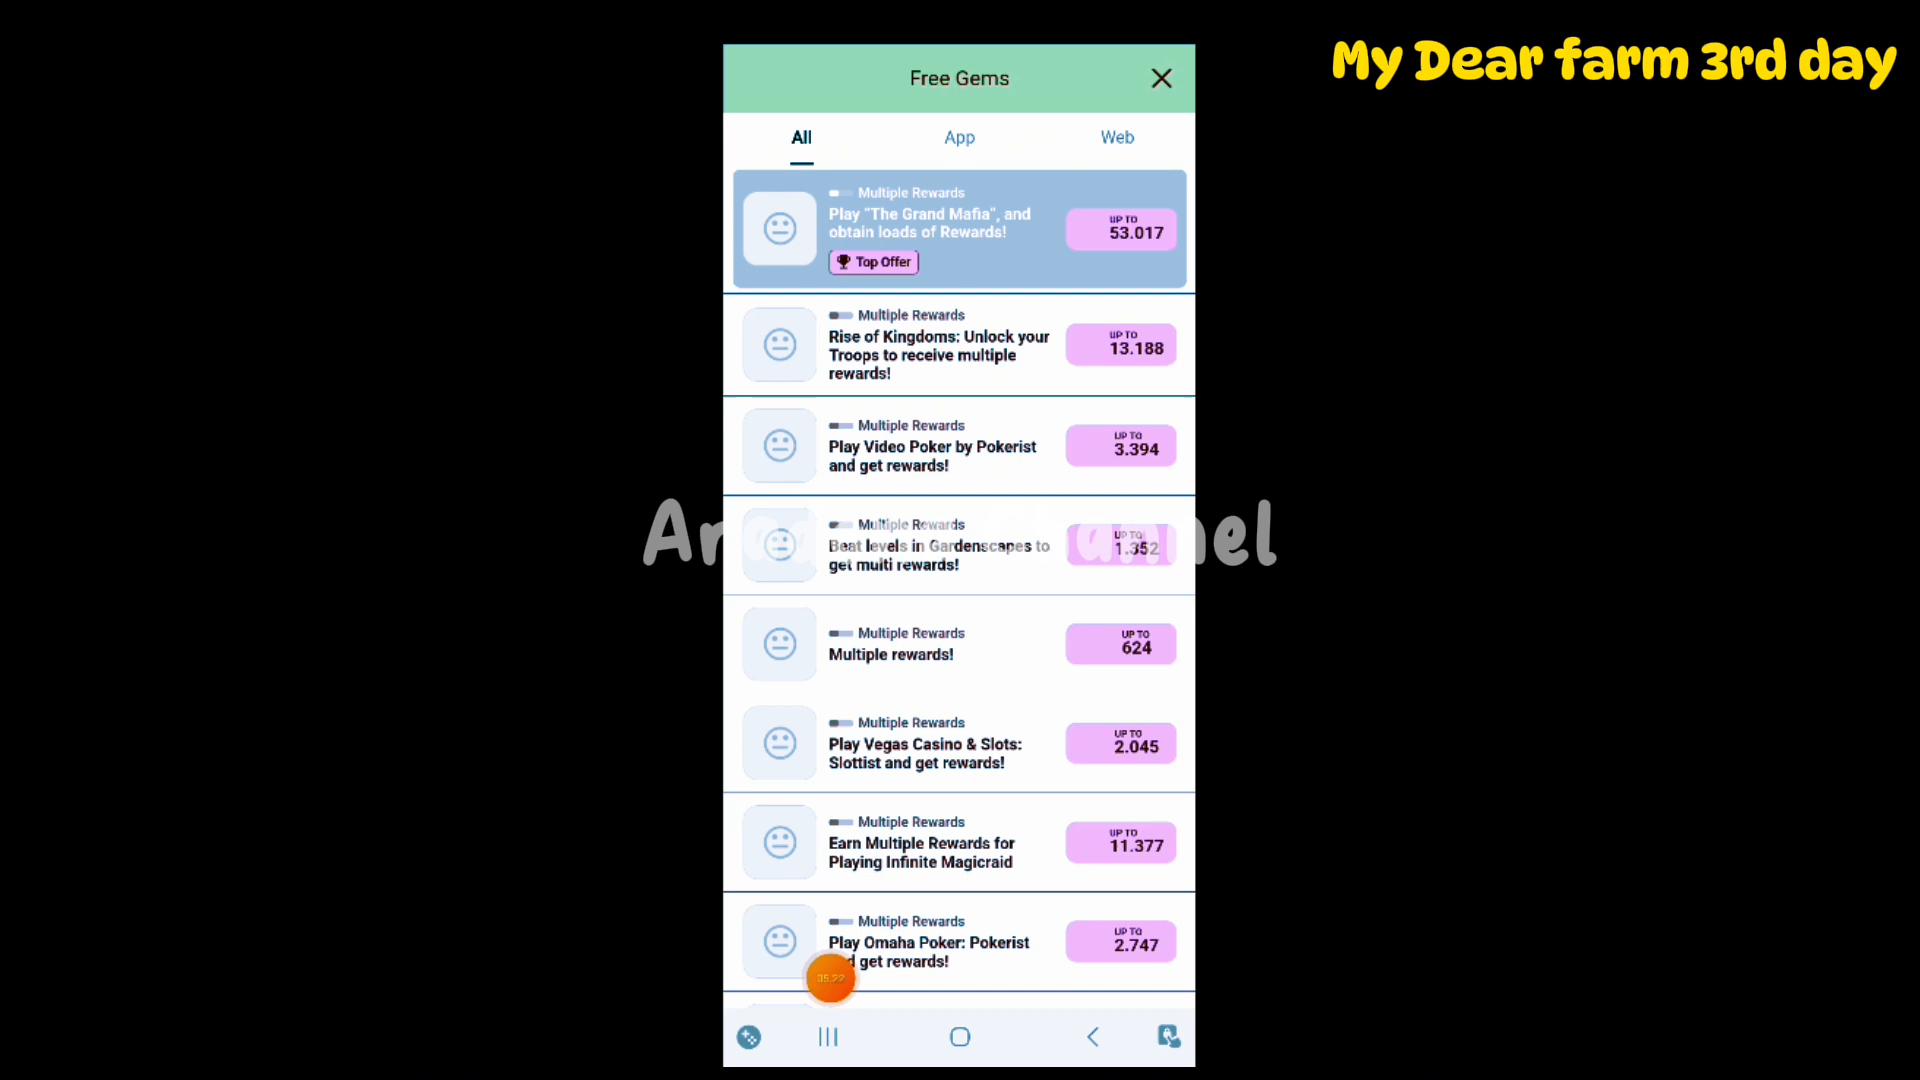 My Dear farm 3rd day
Free Gems
All
App
Web
Multiple Rewards
Play "The Grand Mafia", and
obtain loads of Rewards!
Top Offer
UP TO
53.017
Multiple Rewards
Rise of Kingdoms: Unlock your
Troops to receive multiple
rewards!
UP TO
13.188
Multiple Rewards
Play Video Poker by Pokerist
and get rewards!
UP TO
3.394
Multiple Rewards
Beat levels in Gardenscapes to
get multi rewards!
UP TO
1.352
Multiple Rewards
Multiple rewards!
UP TO
624
Multiple Rewards
Play Vegas Casino & Slots:
Slottist and get rewards!
UP TO
2.045
Multiple Rewards
Earn Multiple Rewards for
Playing Infinite Magicraid
UP TO
11.377
Multiple Rewards
Play Omaha Poker: Pokerist
get rewards!
UP TO
2.747
05:22